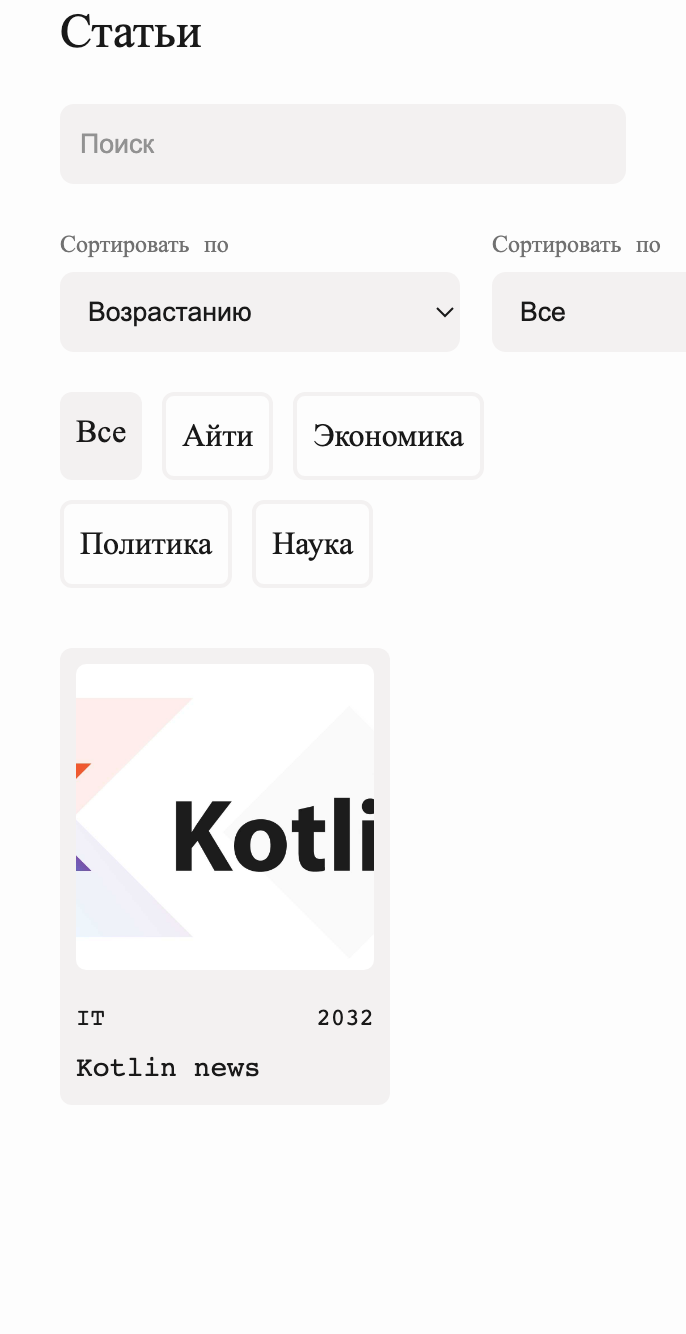 Статьи
Поиск
Сортировать по Сортировать по
Возрастанию Все
Все Айти Экономика
Политика Наука
Kotli
IT 2032
Kotlin news